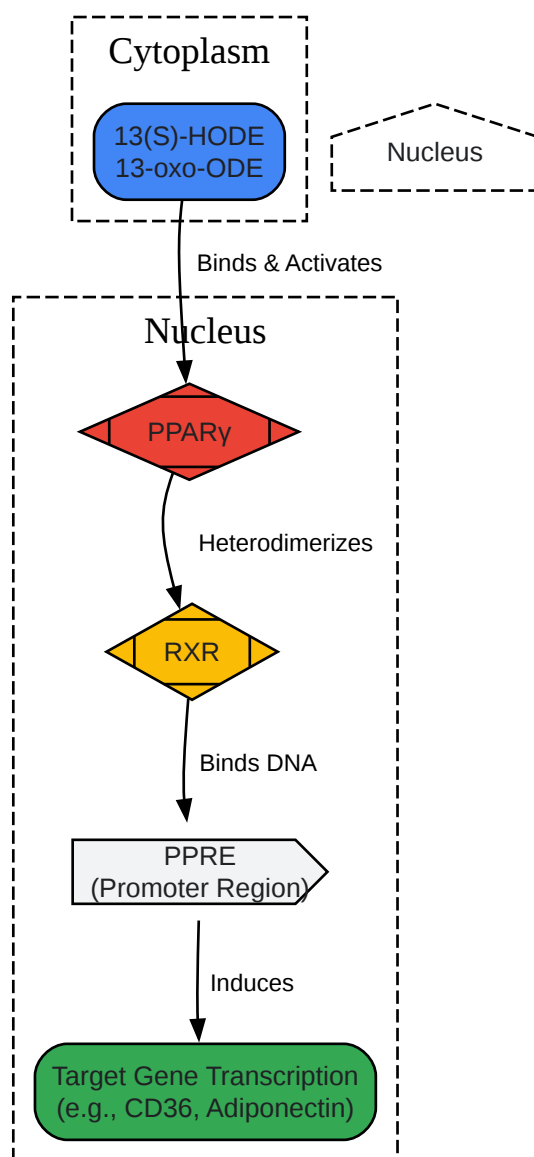 Cytoplasm
13(S)-HODE
13-oxo-ODE
Nucleus
Binds & Activates
Nucleus
PPARγ
Heterodimerizes
RXR
Binds DNA
PPRE
(Promoter Region)
Induces
Target Gene Transcription
(e.g., CD36, Adiponectin)